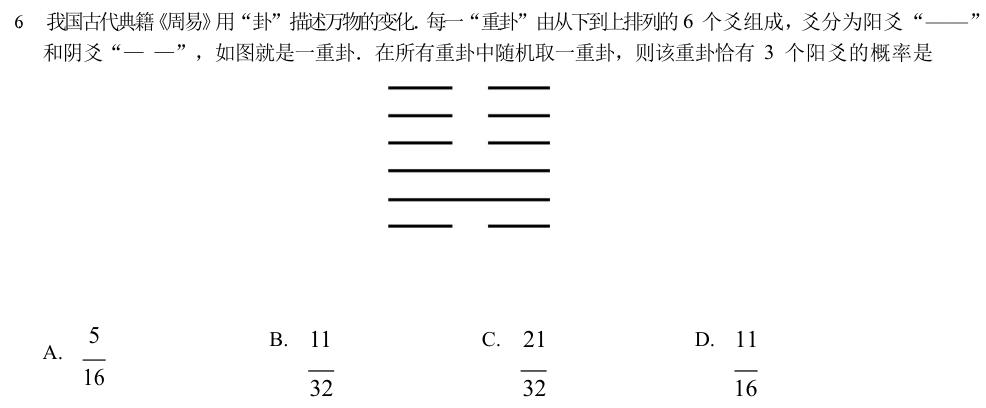 6 我国古代典籍《周易》用“卦”描述万物的变化．每一“重卦”由从下到上排列的 6 个爻组成，爻分为阳爻“——”
和阴爻“— —”，如图就是一重卦．在所有重卦中随机取一重卦，则该重卦恰有 3 个阳爻的概率是
A. 5/16 B. 11/32 C. 21/32 D. 11/16